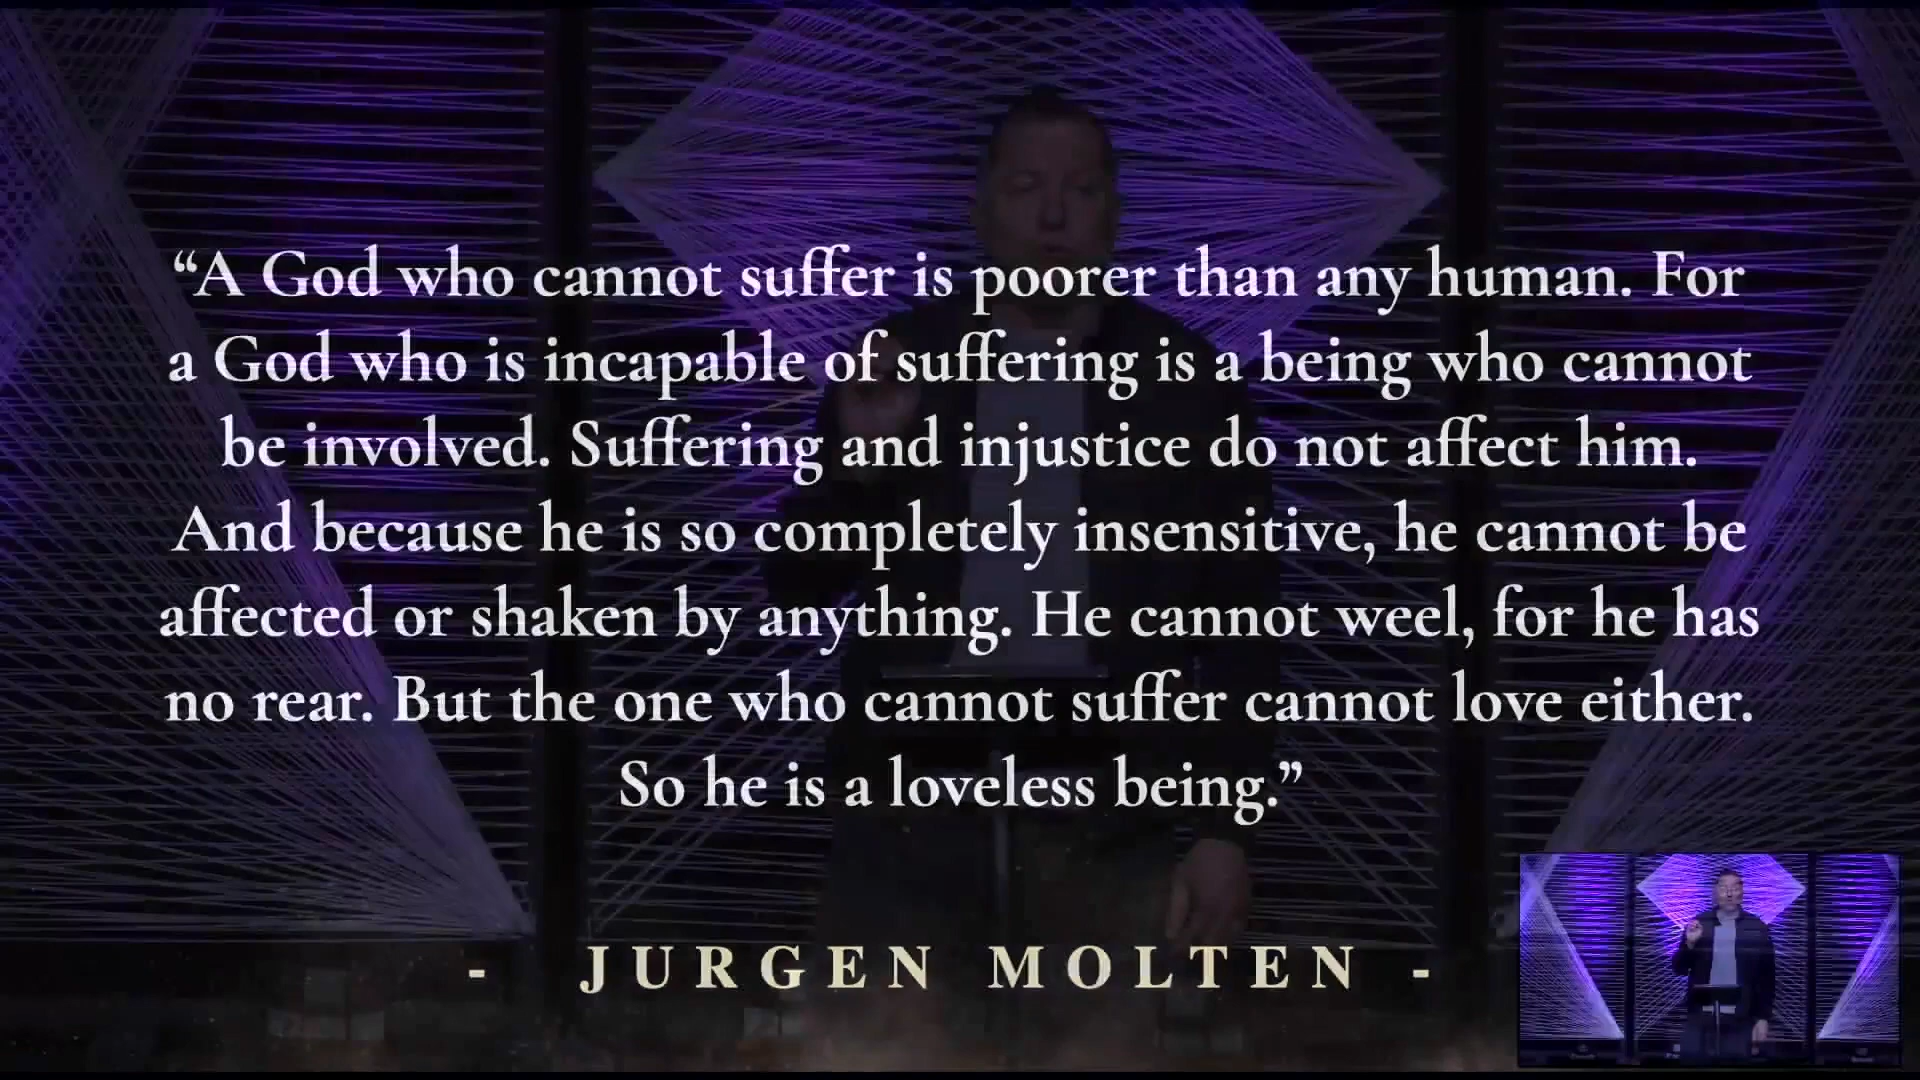 “A God who cannot suffer is poorer than any human. For
a God who is incapable of suffering is a being who cannot
be involved. Suffering and injustice do not affect him.
And because he is so completely insensitive, he cannot be
affected or shaken by anything. He cannot weel, for he has
no rear. But the one who cannot suffer cannot love either.
So he is a loveless being.”
- JURGEN MOLTEN -